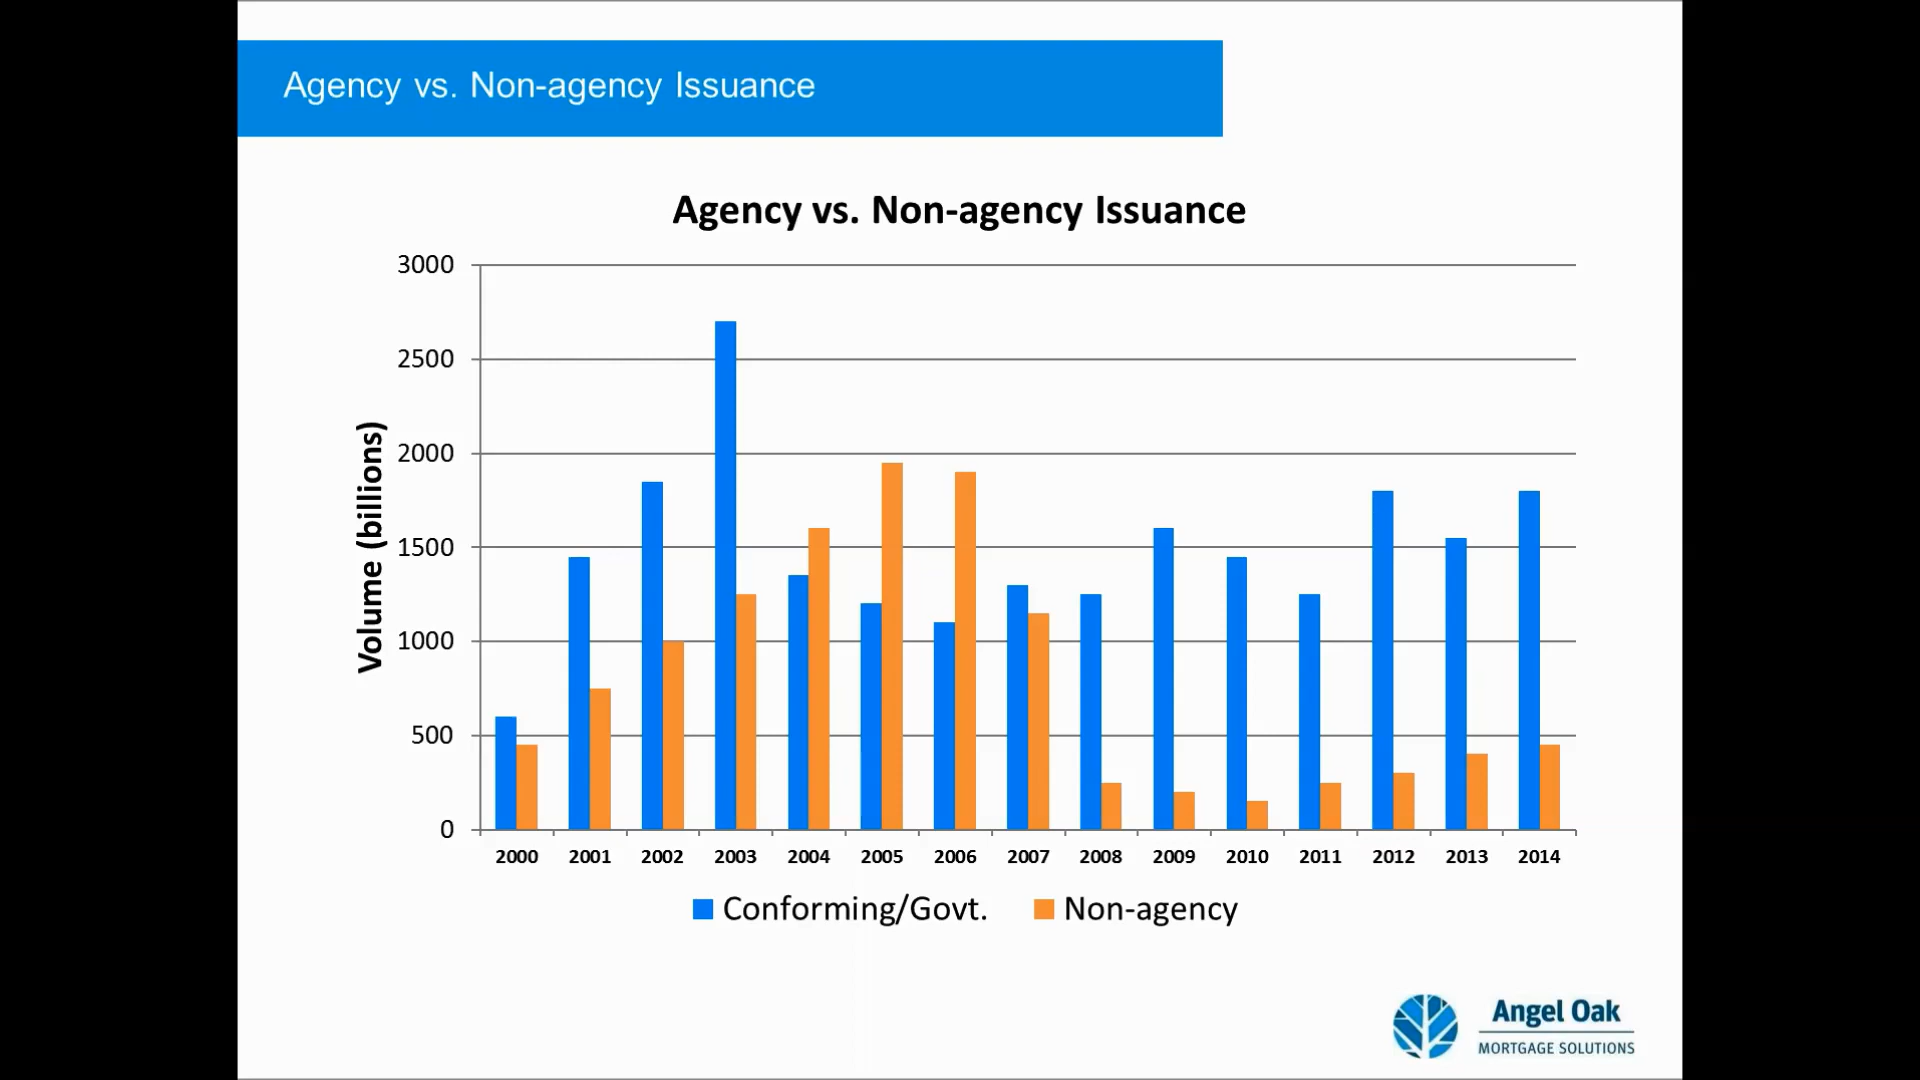 Agency vs. Non-agency Issuance
Agency vs. Non-agency Issuance
Volume (billions)
3000
2500
2000
1500
1000
500
0
2000 2001 2002 2003 2004 2005 2006 2007 2008 2009 2010 2011 2012 2013 2014
Conforming/Govt. Non-agency
Angel Oak
MORTGAGE SOLUTIONS